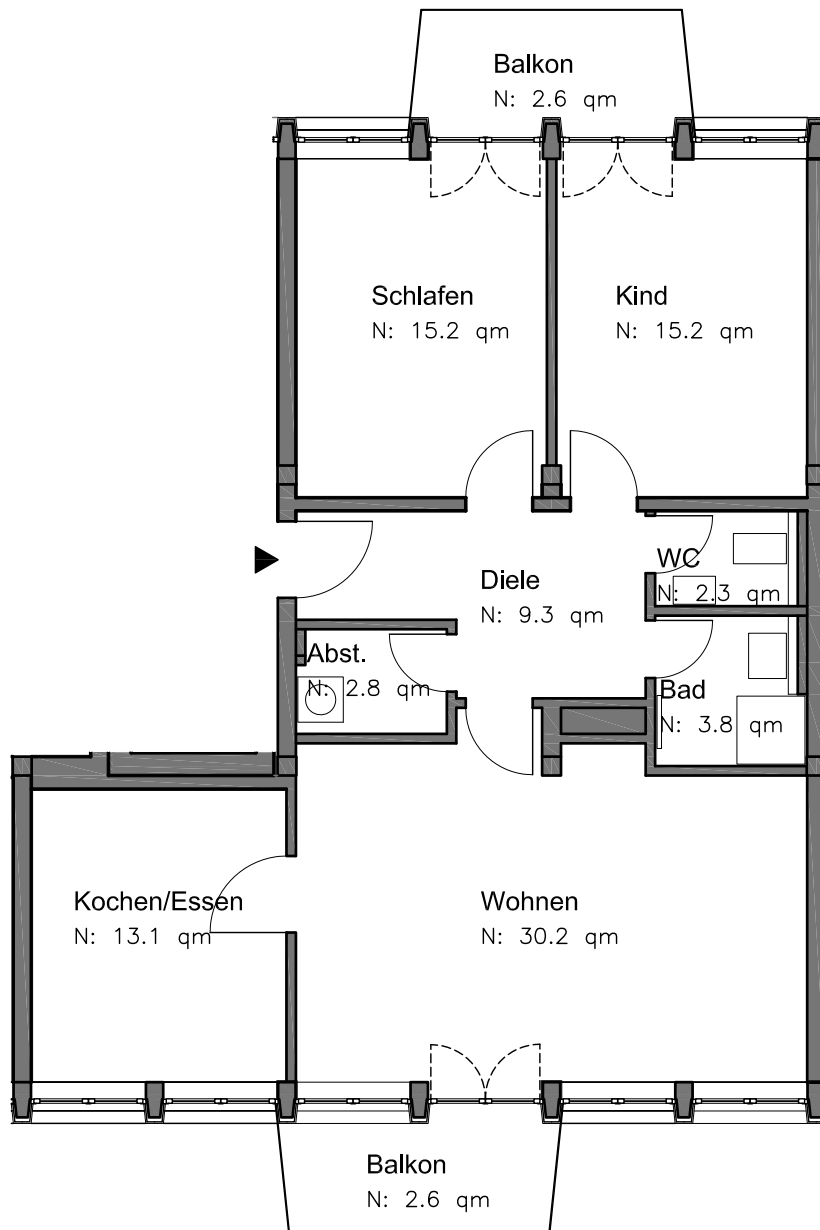 Balkon
N: 2.6 qm
Schlafen
N: 15.2 qm
Kind
N: 15.2 qm
WC
N: 2.3 qm
Diele
N: 9.3 qm
Abst.
N: 2.8 qm
Bad
N: 3.8 qm
Kochen/Essen
N: 13.1 qm
Wohnen
N: 30.2 qm
Balkon
N: 2.6 qm